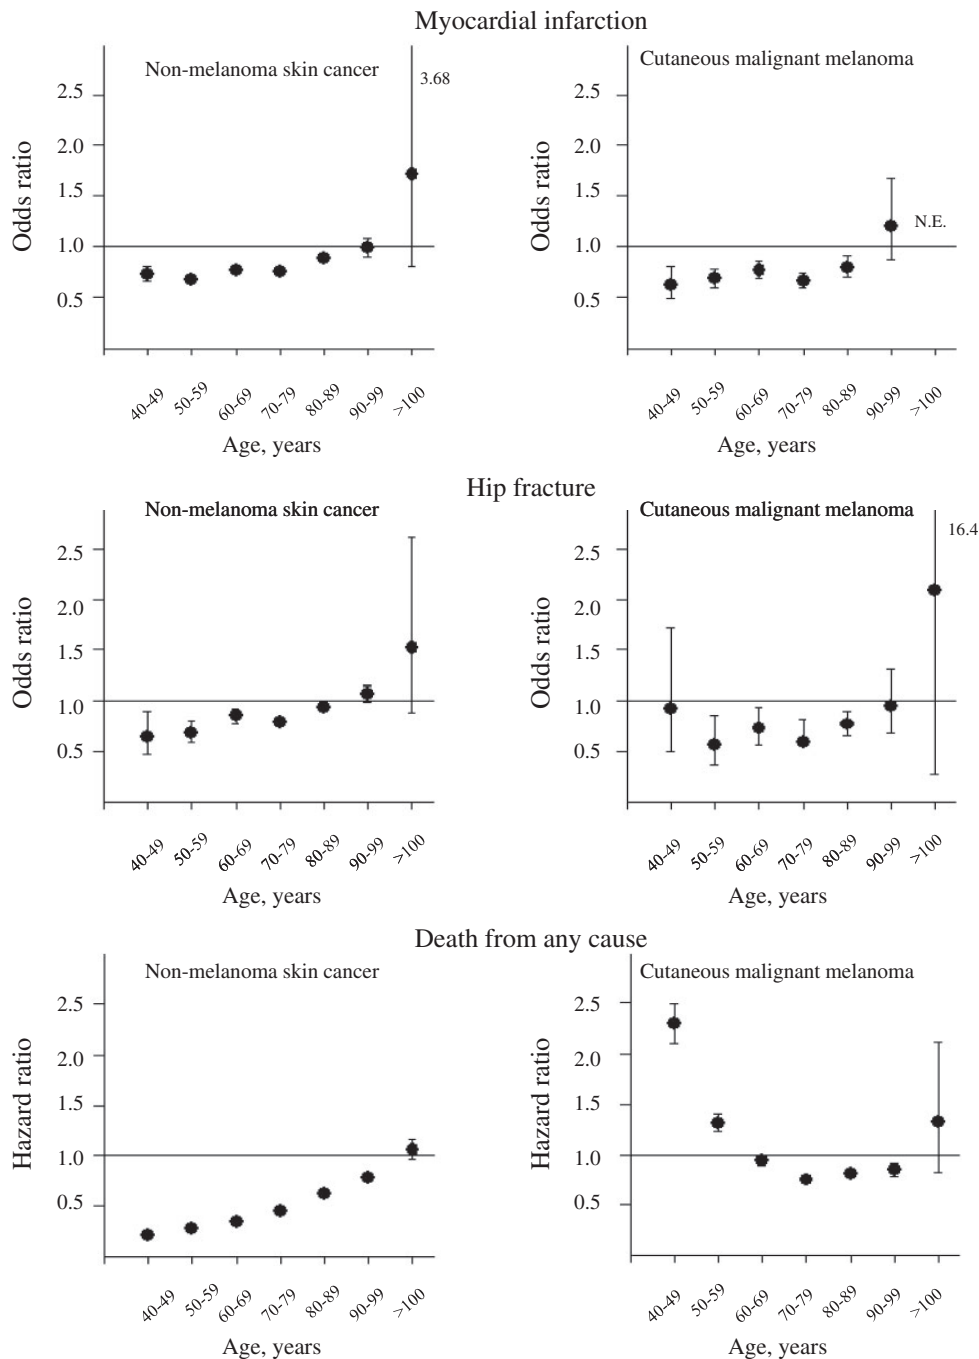 Myocardial infarction
Non-melanoma skin cancer
3.68
2.5
2.0
1.5
1.0
0.5
Odds ratio
40-49 50-59 60-69 70-79 80-89 90-99 >100
Age, years
Cutaneous malignant melanoma
2.5
2.0
1.5
1.0
0.5
Odds ratio
N.E.
40-49 50-59 60-69 70-79 80-89 90-99 >100
Age, years
Hip fracture
Non-melanoma skin cancer
2.5
2.0
1.5
1.0
0.5
Odds ratio
40-49 50-59 60-69 70-79 80-89 90-99 >100
Age, years
Cutaneous malignant melanoma
16.4
2.5
2.0
1.5
1.0
0.5
Odds ratio
40-49 50-59 60-69 70-79 80-89 90-99 >100
Age, years
Death from any cause
Non-melanoma skin cancer
2.5
2.0
1.5
1.0
0.5
Hazard ratio
40-49 50-59 60-69 70-79 80-89 90-99 >100
Age, years
Cutaneous malignant melanoma
2.5
2.0
1.5
1.0
0.5
Hazard ratio
40-49 50-59 60-69 70-79 80-89 90-99 >100
Age, years